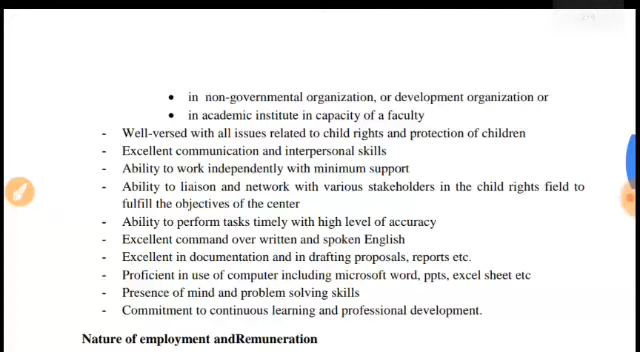 • in non-governmental organization, or development organization or
• in academic institute in capacity of a faculty
- Well-versed with all issues related to child rights and protection of children
- Excellent communication and interpersonal skills
- Ability to work independently with minimum support
- Ability to liaison and network with various stakeholders in the child rights field to
fulfill the objectives of the center
- Ability to perform tasks timely with high level of accuracy
- Excellent command over written and spoken English
- Excellent in documentation and in drafting proposals, reports etc.
- Proficient in use of computer including microsoft word, ppts, excel sheet etc
- Presence of mind and problem solving skills
- Commitment to continuous learning and professional development.
Nature of employment andRemuneration